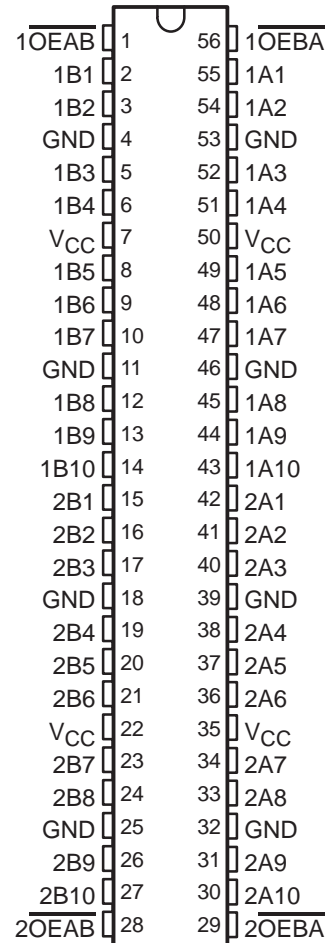 1O̅E̅A̅B̅ 1 56 1O̅E̅B̅A̅
1B1 2 55 1A1
1B2 3 54 1A2
GND 4 53 GND
1B3 5 52 1A3
1B4 6 51 1A4
VCC 7 50 VCC
1B5 8 49 1A5
1B6 9 48 1A6
1B7 10 47 1A7
GND 11 46 GND
1B8 12 45 1A8
1B9 13 44 1A9
1B10 14 43 1A10
2B1 15 42 2A1
2B2 16 41 2A2
2B3 17 40 2A3
GND 18 39 GND
2B4 19 38 2A4
2B5 20 37 2A5
2B6 21 36 2A6
VCC 22 35 VCC
2B7 23 34 2A7
2B8 24 33 2A8
GND 25 32 GND
2B9 26 31 2A9
2B10 27 30 2A10
2O̅E̅A̅B̅ 28 29 2O̅E̅B̅A̅